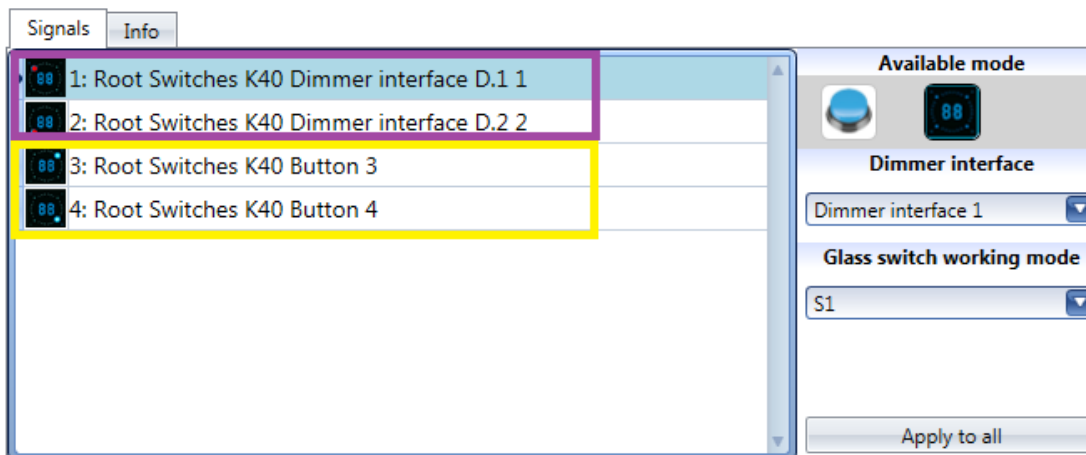 Signals Info
1: Root Switches K40 Dimmer interface D.1 1
2: Root Switches K40 Dimmer interface D.2 2
3: Root Switches K40 Button 3
4: Root Switches K40 Button 4
Available mode
88
Dimmer interface
Dimmer interface 1
Glass switch working mode
S1
Apply to all